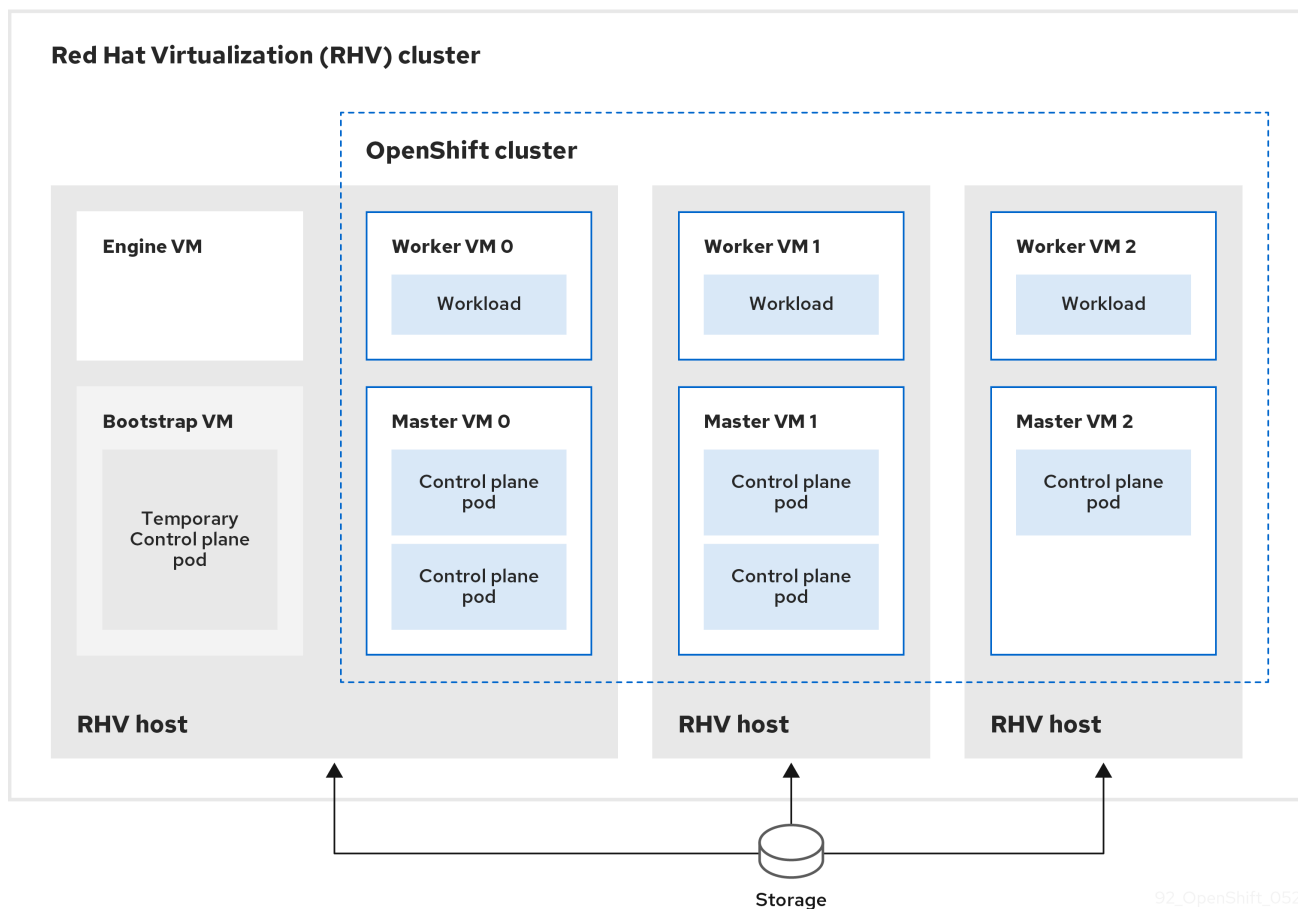 Red Hat Virtualization (RHV) cluster
OpenShift cluster
Engine VM
Worker VM 0
Workload
Worker VM 1
Workload
Worker VM 2
Workload
Bootstrap VM
Temporary
Control plane
pod
Master VM 0
Control plane
pod
Control plane
pod
Master VM 1
Control plane
pod
Control plane
pod
Master VM 2
Control plane
pod
RHV host
RHV host
RHV host
Storage
92_OpenShift_052